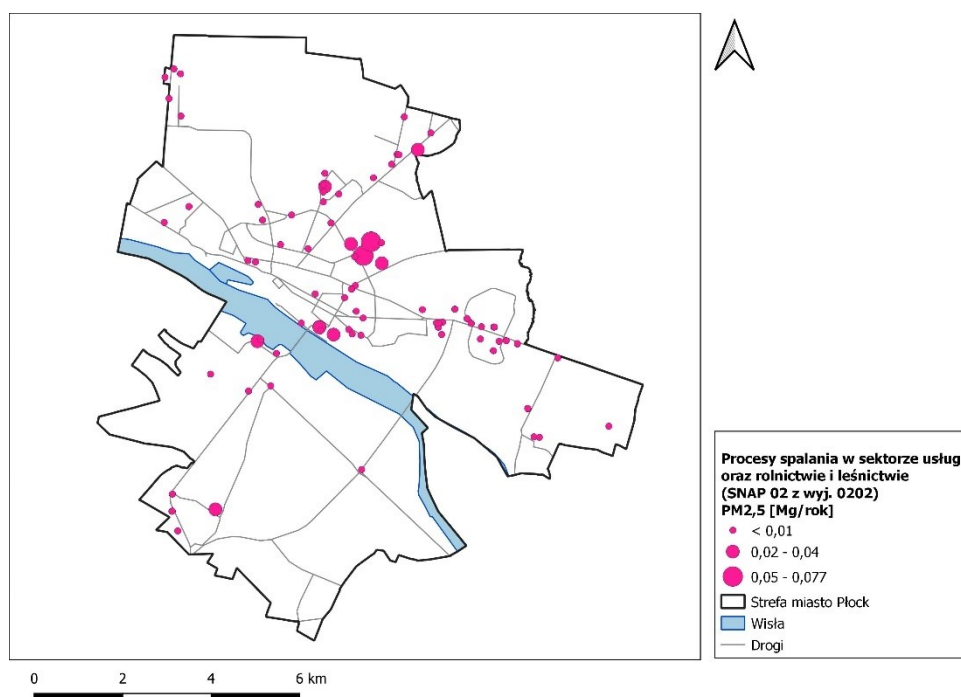 Procesy spalania w sektorze usług
oraz rolnictwie i leśnictwie
(SNAP 02 z wyj. 0202)
PM2,5 [Mg/rok]
< 0,01
0,02 - 0,04
0,05 - 0,077
Strefa miasto Płock
Wisła
Drogi
0 2 4 6 km